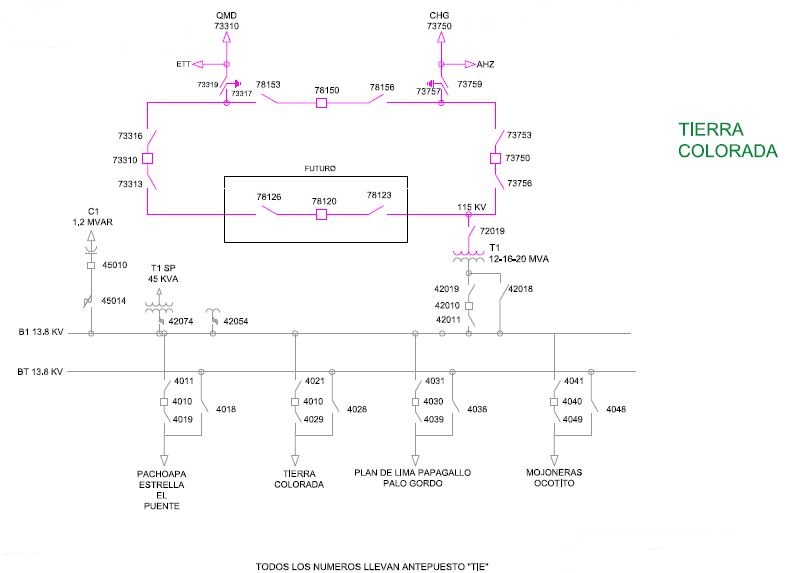 QMD
73310
CHG
73750
ETT
AHZ
73319
73317
78153
78150
78156
73757
73759
TIERRA
COLORADA
73316
73310
73313
73753
73750
73756
FUTURO
78126
78120
78123
115 KV
72019
T1
12-16-20 MVA
C1
1,2 MVAR
45010
45014
T1 SP
45 KVA
42074
42054
42019
42010
42011
42018
B1 13.8 KV
BT 13.8 KV
4011
4010
4019
4018
4021
4010
4029
4028
4031
4030
4039
4038
4041
4040
4049
4048
PACHOAPA
ESTRELLA
EL
PUENTE
TIERRA
COLORADA
PLAN DE LIMA PAPAGALLO
PALO GORDO
MOJONERAS
OCOTITO
TODOS LOS NUMEROS LLEVAN ANTEPUESTO "T|E"